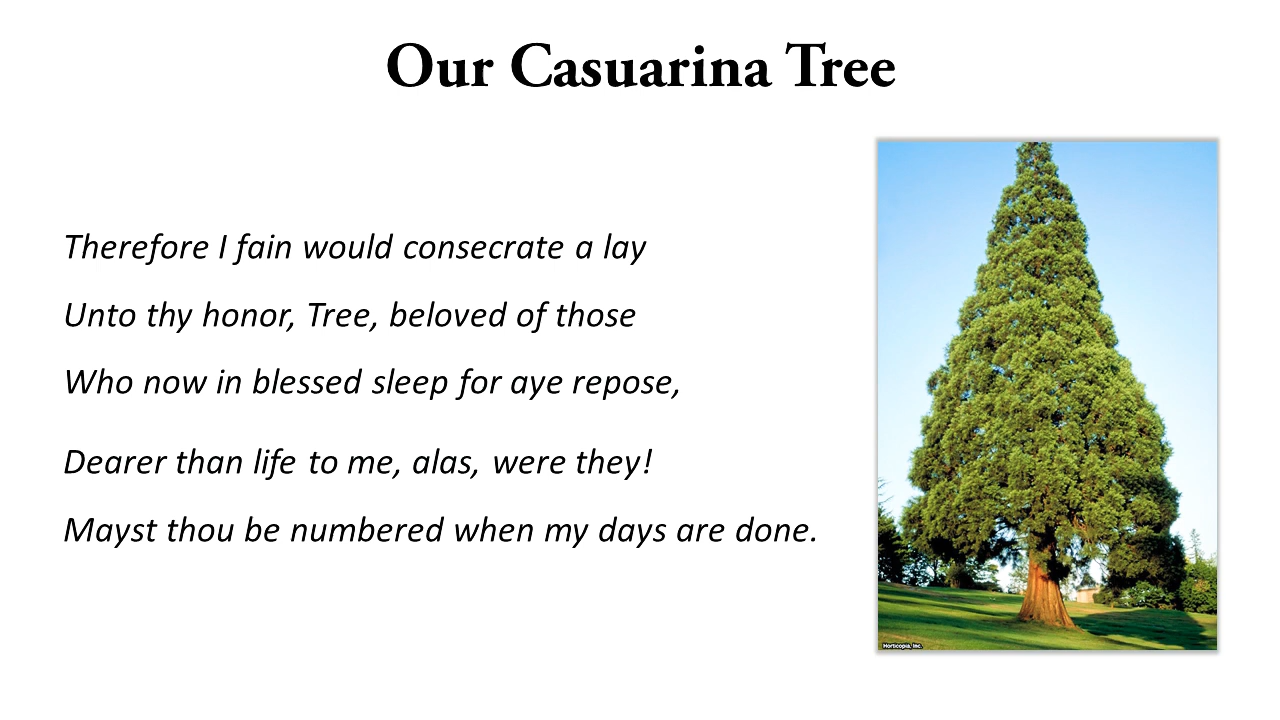 Our Casuarina Tree
Therefore I fain would consecrate a lay
Unto thy honor, Tree, beloved of those
Who now in blessed sleep for aye repose,
Dearer than life to me, alas, were they!
Mayst thou be numbered when my days are done.
Horticopia, Inc.